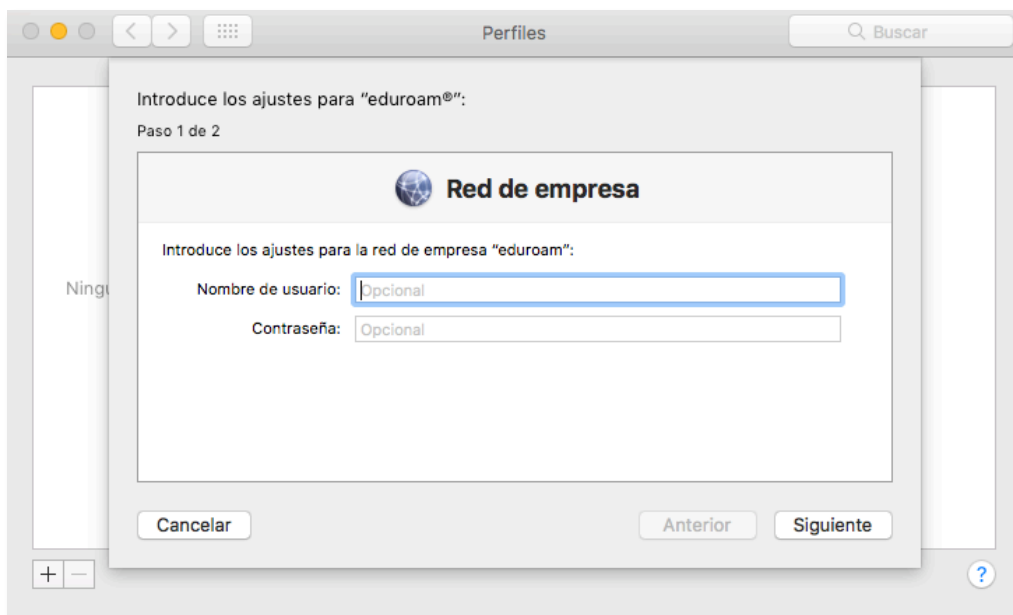 Perfiles
Buscar
Introduce los ajustes para “eduroam®”:
Paso 1 de 2
Red de empresa
Introduce los ajustes para la red de empresa “eduroam”:
Ningu
Nombre de usuario: Opcional
Contraseña: Opcional
Cancelar Anterior Siguiente
+ − ?